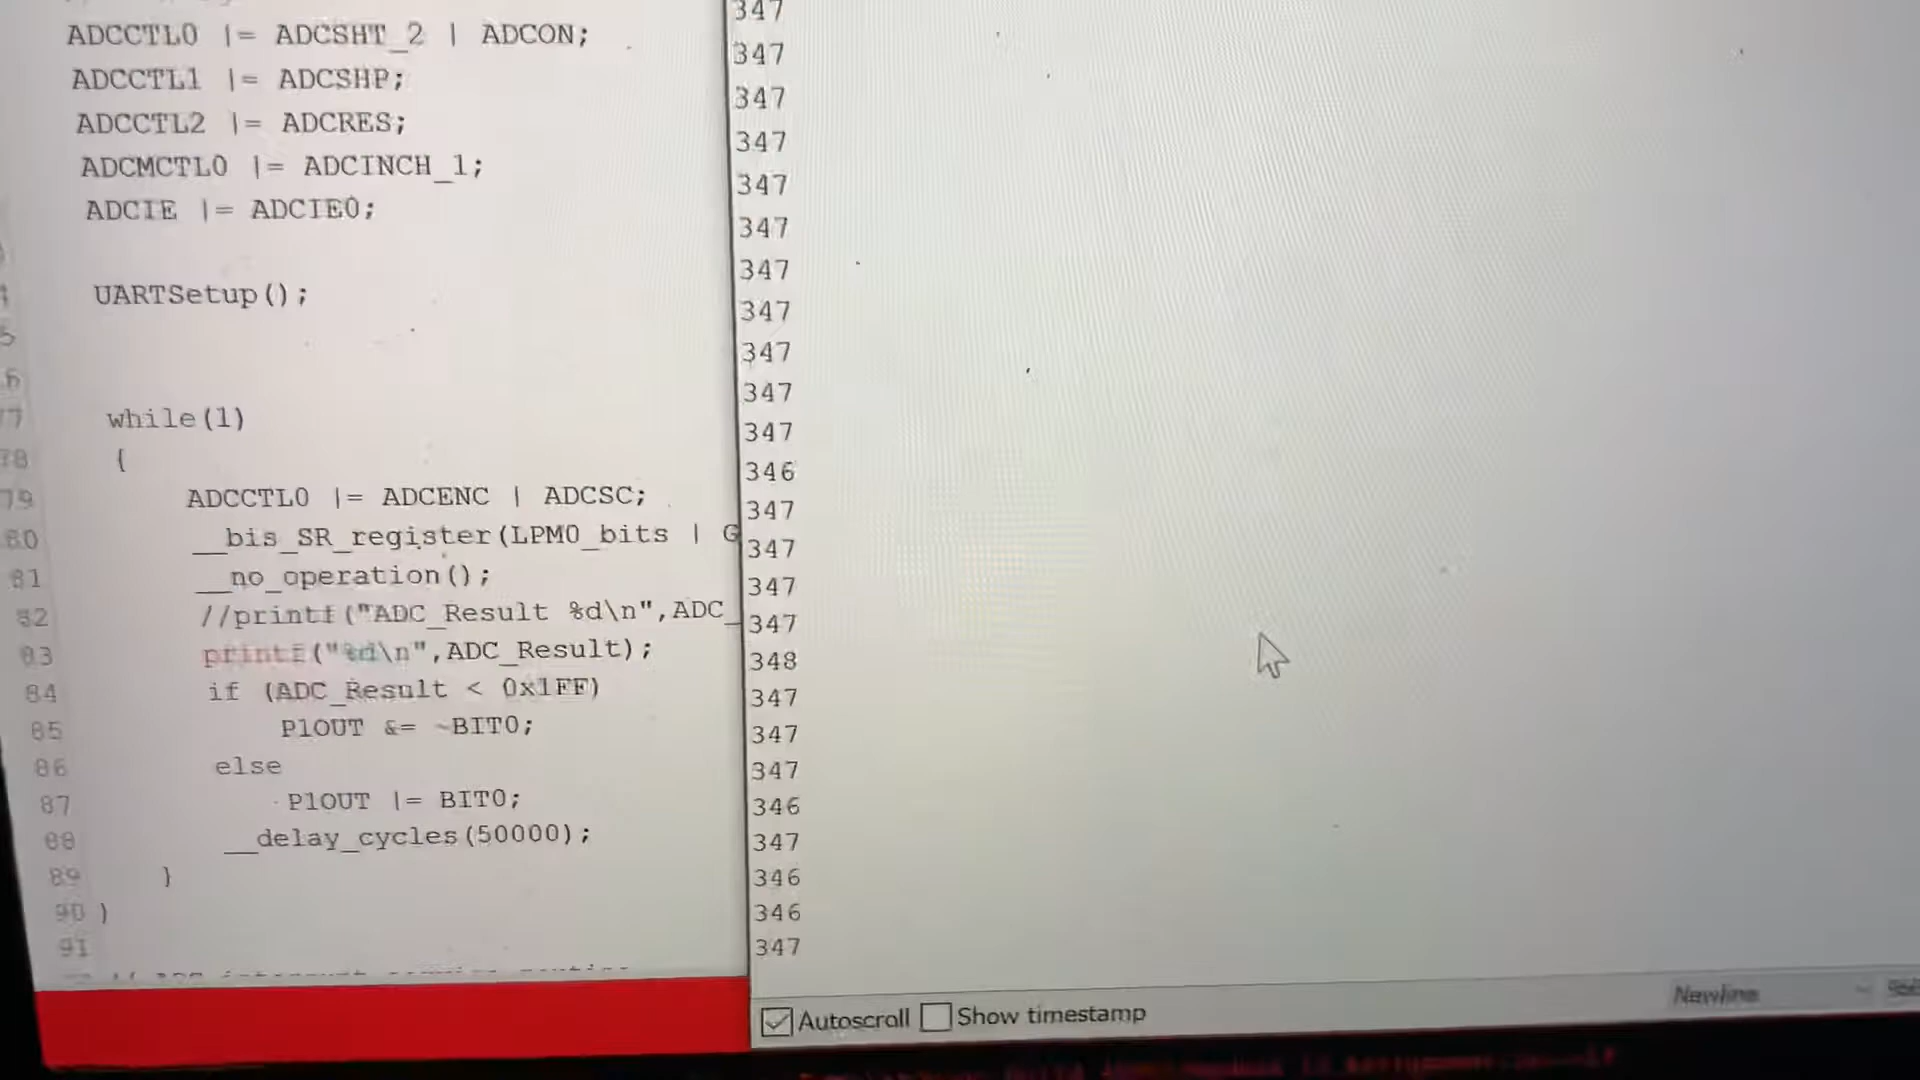 ADCCTL0 |= ADCSHT_2 | ADCON;
ADCCTL1 |= ADCSHP;
ADCCTL2 |= ADCRES;
ADCMCTL0 |= ADCINCH_1;
ADCIE |= ADCIE0;
UARTSetup();
77 while(1)
78 {
79 ADCCTL0 |= ADCENC | ADCSC;
80 __bis_SR_register(LPM0_bits | G
81 __no_operation();
82 //printf("ADC_Result %d\n",ADC_
83 printf("%d\n",ADC_Result);
84 if (ADC_Result < 0x1FF)
85 P1OUT &= ~BIT0;
86 else
87 P1OUT |= BIT0;
88 __delay_cycles(50000);
89 }
90 }
91
347
347
347
347
347
347
347
347
347
347
347
346
347
347
347
347
348
347
347
347
346
347
346
346
347
Autoscroll Show timestamp
Newline